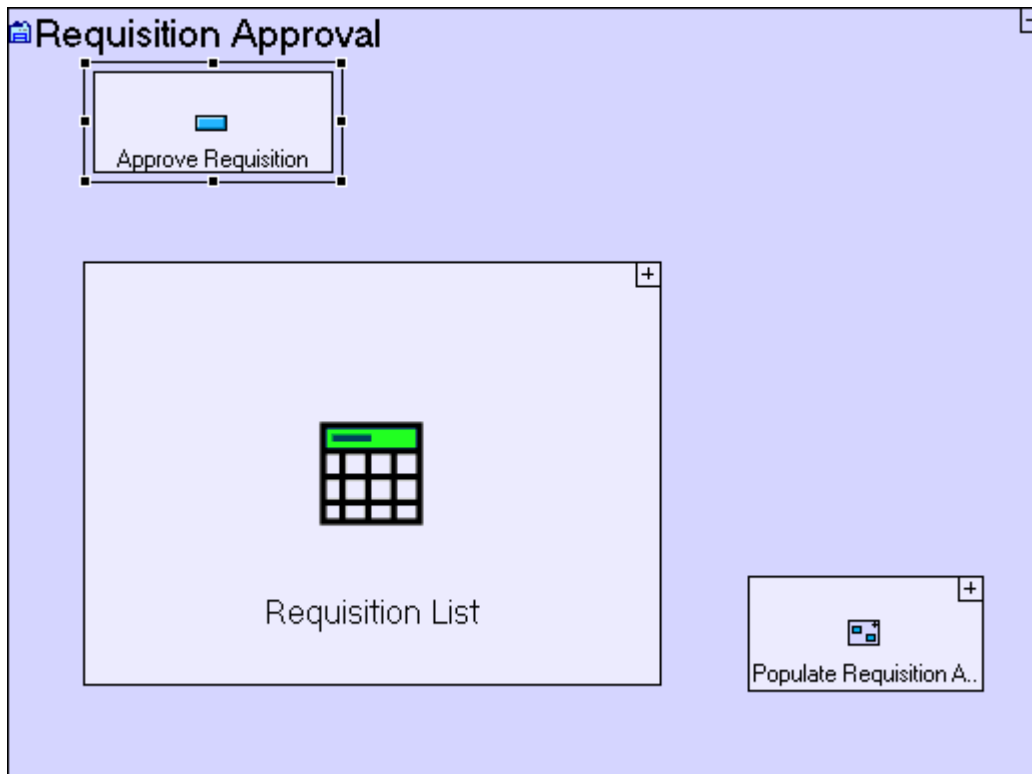 Requisition Approval
Approve Requisition
Requisition List
Populate Requisition A..